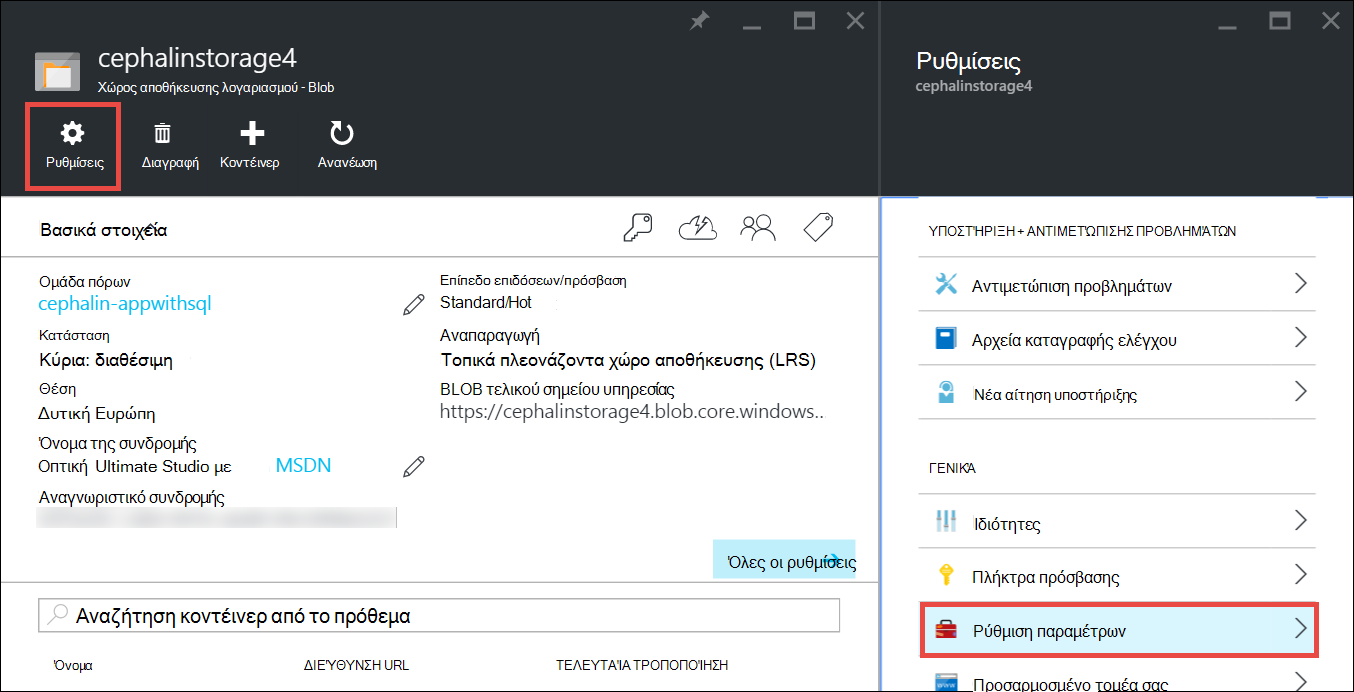 cephalinstorage4
Χώρος αποθήκευσης λογαριασμού - Blob
Ρυθμίσεις
Διαγραφή
Κοντέινερ
Ανανέωση
Βασικά στοιχεία
Ομάδα πόρων
cephalin-appwithsql
Κατάσταση
Κύρια: διαθέσιμη
Θέση
Δυτική Ευρώπη
Όνομα της συνδρομής
Οπτική Ultimate Studio με MSDN
Αναγνωριστικό συνδρομής
Επίπεδο επιδόσεων/πρόσβαση
Standard/Hot
Αναπαραγωγή
Τοπικά πλεονάζοντα χώρο αποθήκευσης (LRS)
BLOB τελικού σημείου υπηρεσίας
https://cephalinstorage4.blob.core.windows..
Όλες οι ρυθμίσεις
Αναζήτηση κοντέινερ από το πρόθεμα
Όνομα
ΔΙΕΎΘΥΝΣΗ URL
ΤΕΛΕΥΤΑΊΑ ΤΡΟΠΟΠΟΊΗΣΗ
Ρυθμίσεις
cephalinstorage4
ΥΠΟΣΤΉΡΙΞΗ + ΑΝΤΙΜΕΤΏΠΙΣΗΣ ΠΡΟΒΛΗΜΆΤΩΝ
Αντιμετώπιση προβλημάτων
Αρχεία καταγραφής ελέγχου
Νέα αίτηση υποστήριξης
ΓΕΝΙΚΆ
Ιδιότητες
Πλήκτρα πρόσβασης
Ρύθμιση παραμέτρων
Προσαρμοσμένο τομέα σας